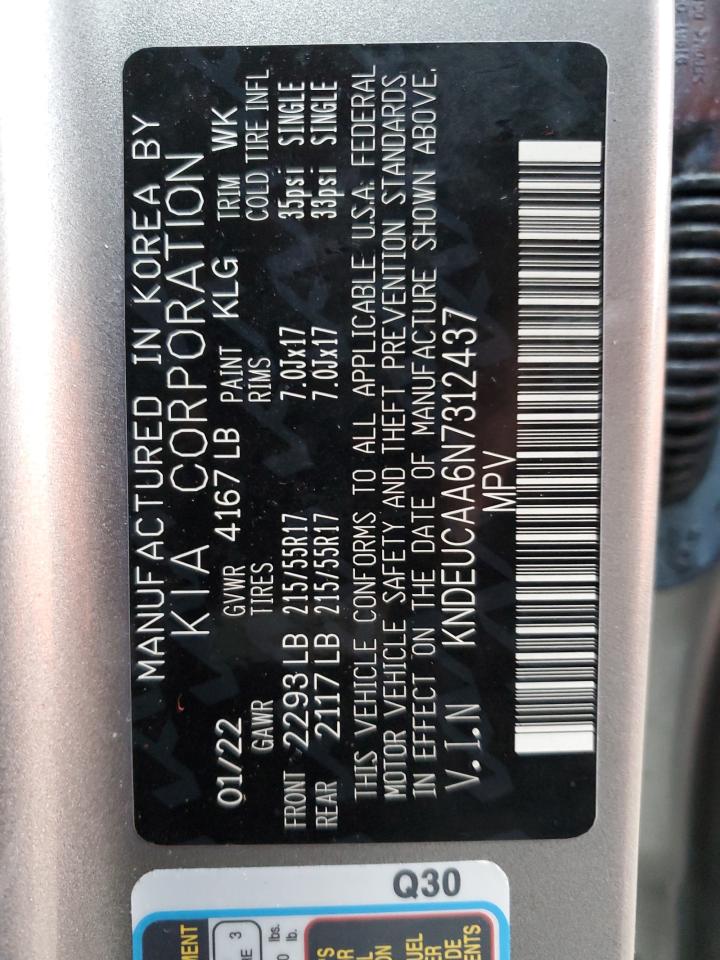 MANUFACTURED IN KOREA BY
KIA CORPORATION
01/22 GVWR 4167 LB PAINT KLG TRIM WK
GAWR TIRES RIMS COLD TIRE INFL
FRONT 2293 LB 215/55R17 7.0Jx17 35psi SINGLE
REAR 2117 LB 215/55R17 7.0Jx17 33psi SINGLE
THIS VEHICLE CONFORMS TO ALL APPLICABLE U.S.A. FEDERAL
MOTOR VEHICLE SAFETY AND THEFT PREVENTION STANDARDS
IN EFFECT ON THE DATE OF MANUFACTURE SHOWN ABOVE.
V.I.N KNDEUCAA6N7312437
MPV
Q30
3
lbs.
lb.